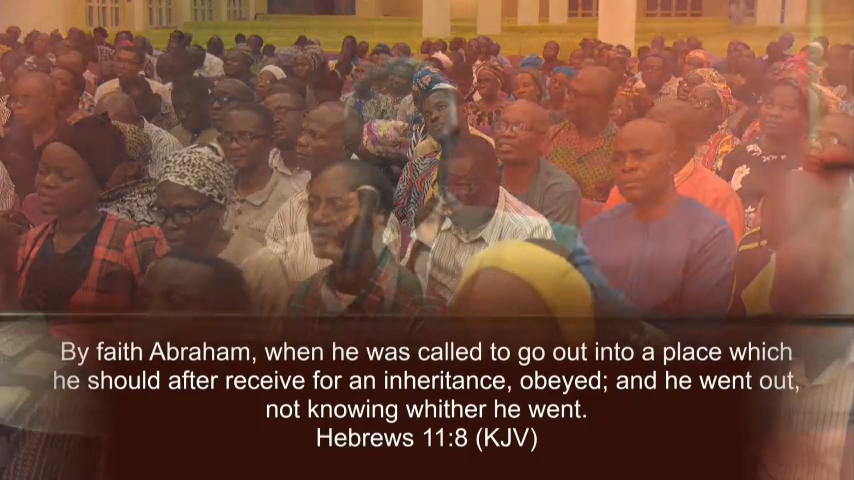 By faith Abraham, when he was called to go out into a place which
he should after receive for an inheritance, obeyed; and he went out,
not knowing whither he went.
Hebrews 11:8 (KJV)